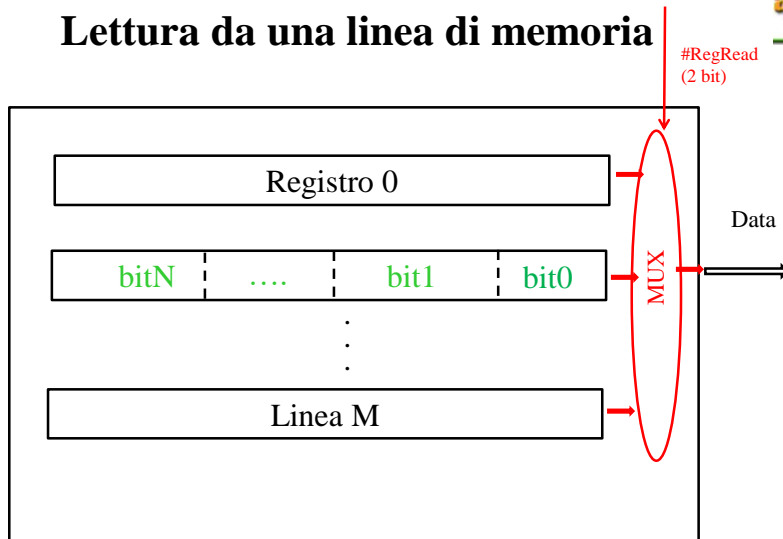 Lettura da una linea di memoria
#RegRead
(2 bit)
Registro 0
Data
bitN …. bit1 bit0
MUX
Linea M